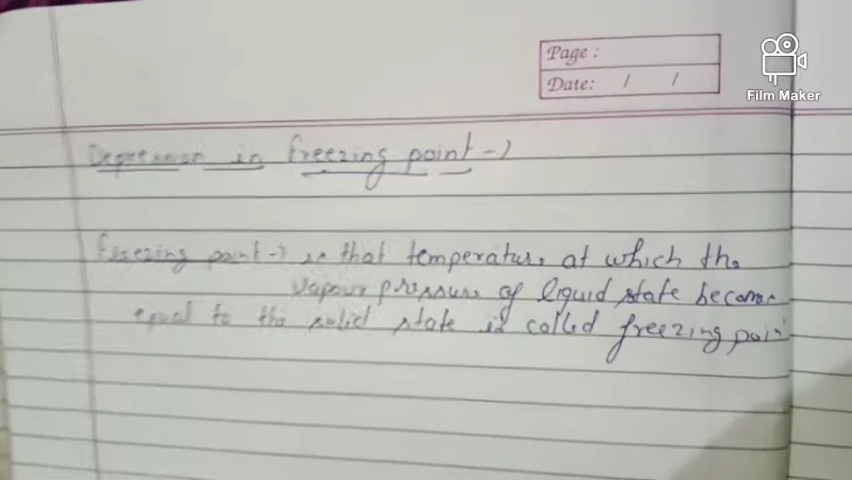 Page :
Date: / /
Film Maker
Depression in freezing point →
freezing point → is that temperature at which the
vapour pressure of liquid state become
equal to the solid state is called freezing point